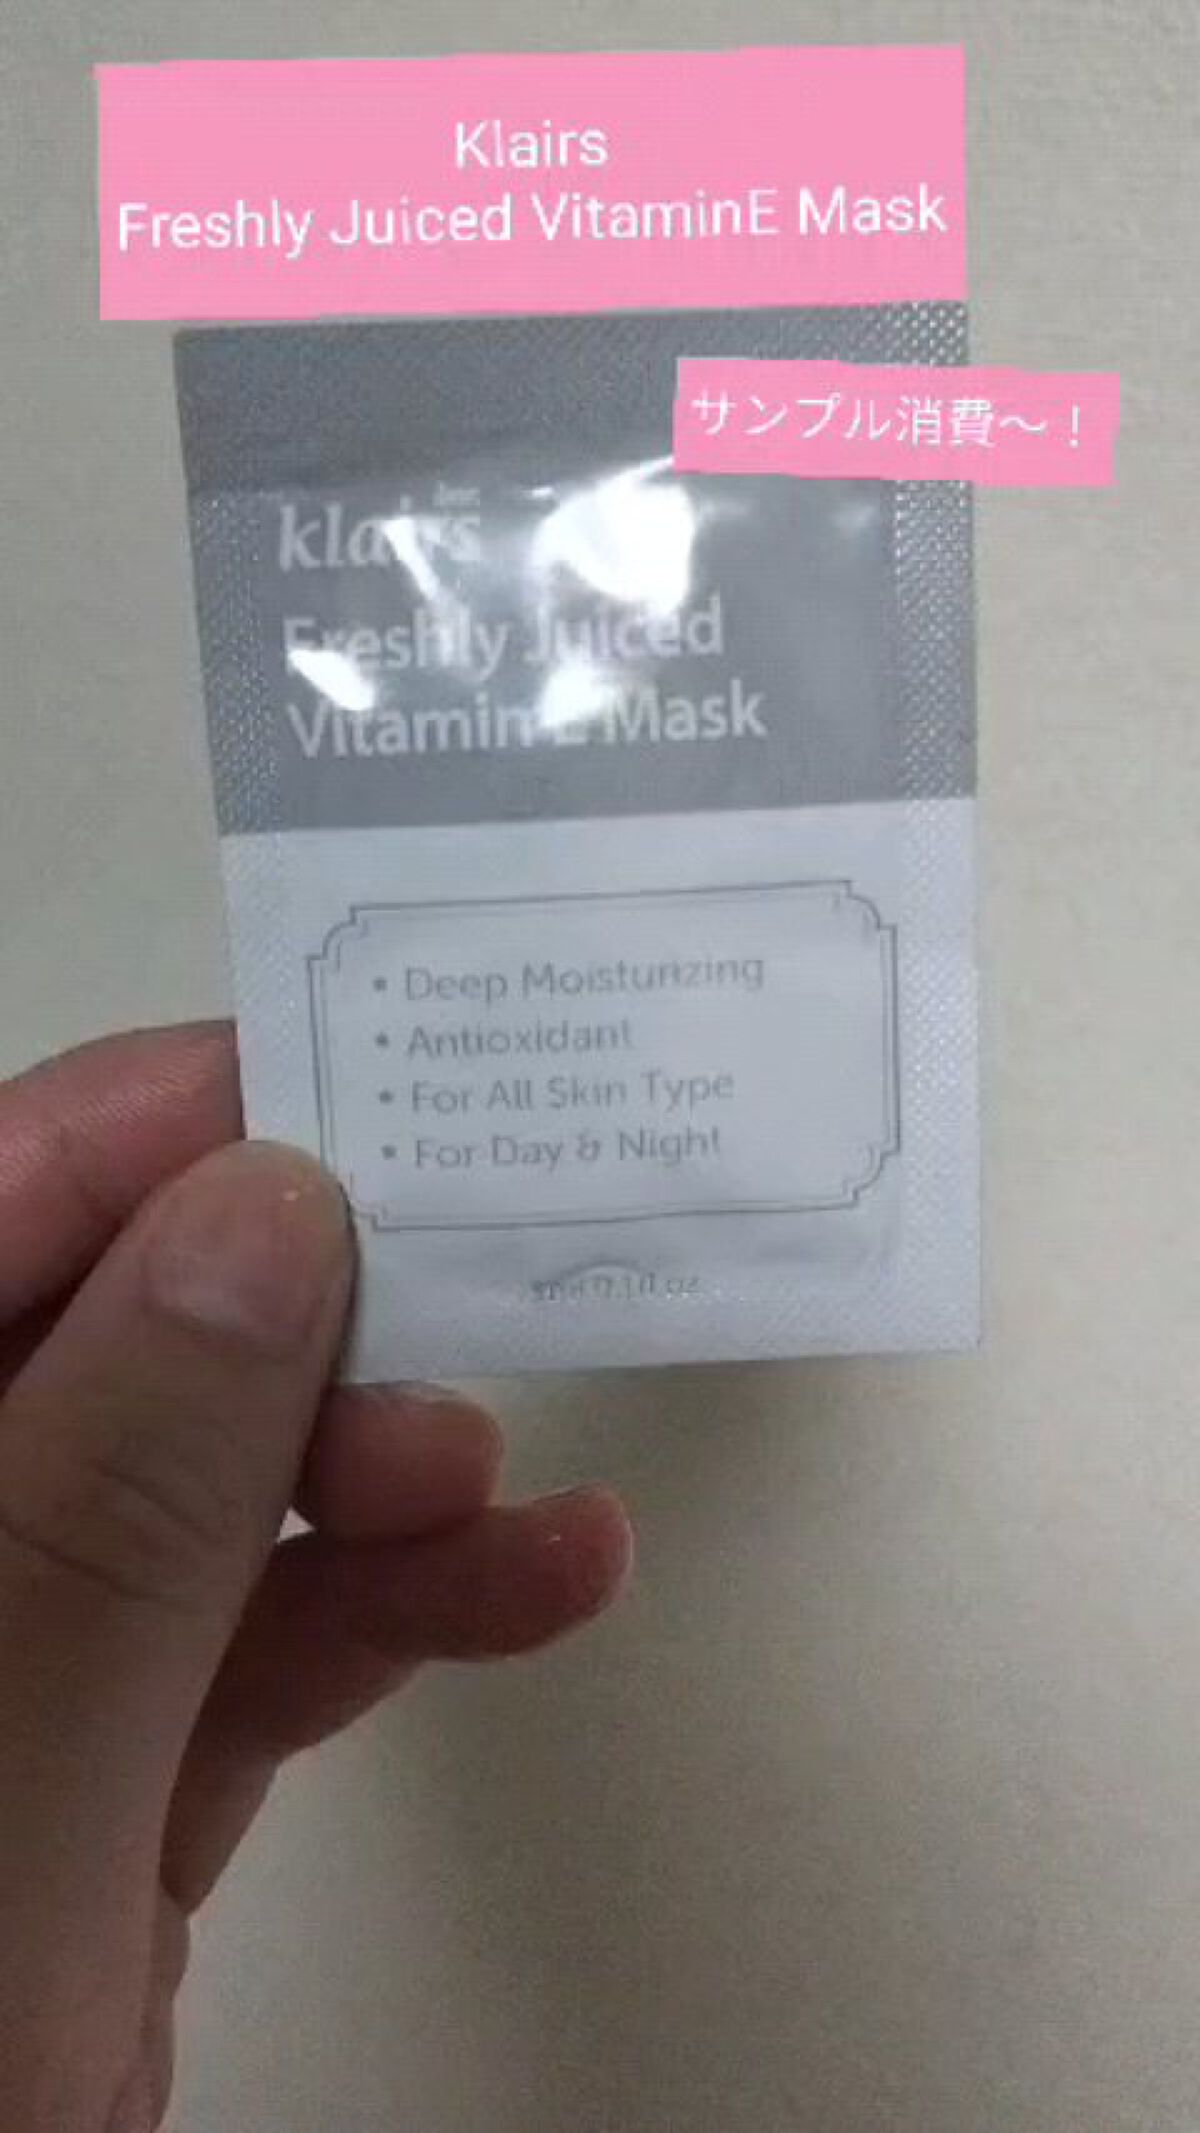 Klairs
Freshly Juiced VitaminE Mask
サンプル消費〜！
dear
klairs
Freshly Juiced
Vitamin E Mask
• Deep Moisturizing
• Antioxidant
• For All Skin Type
• For Day & Night